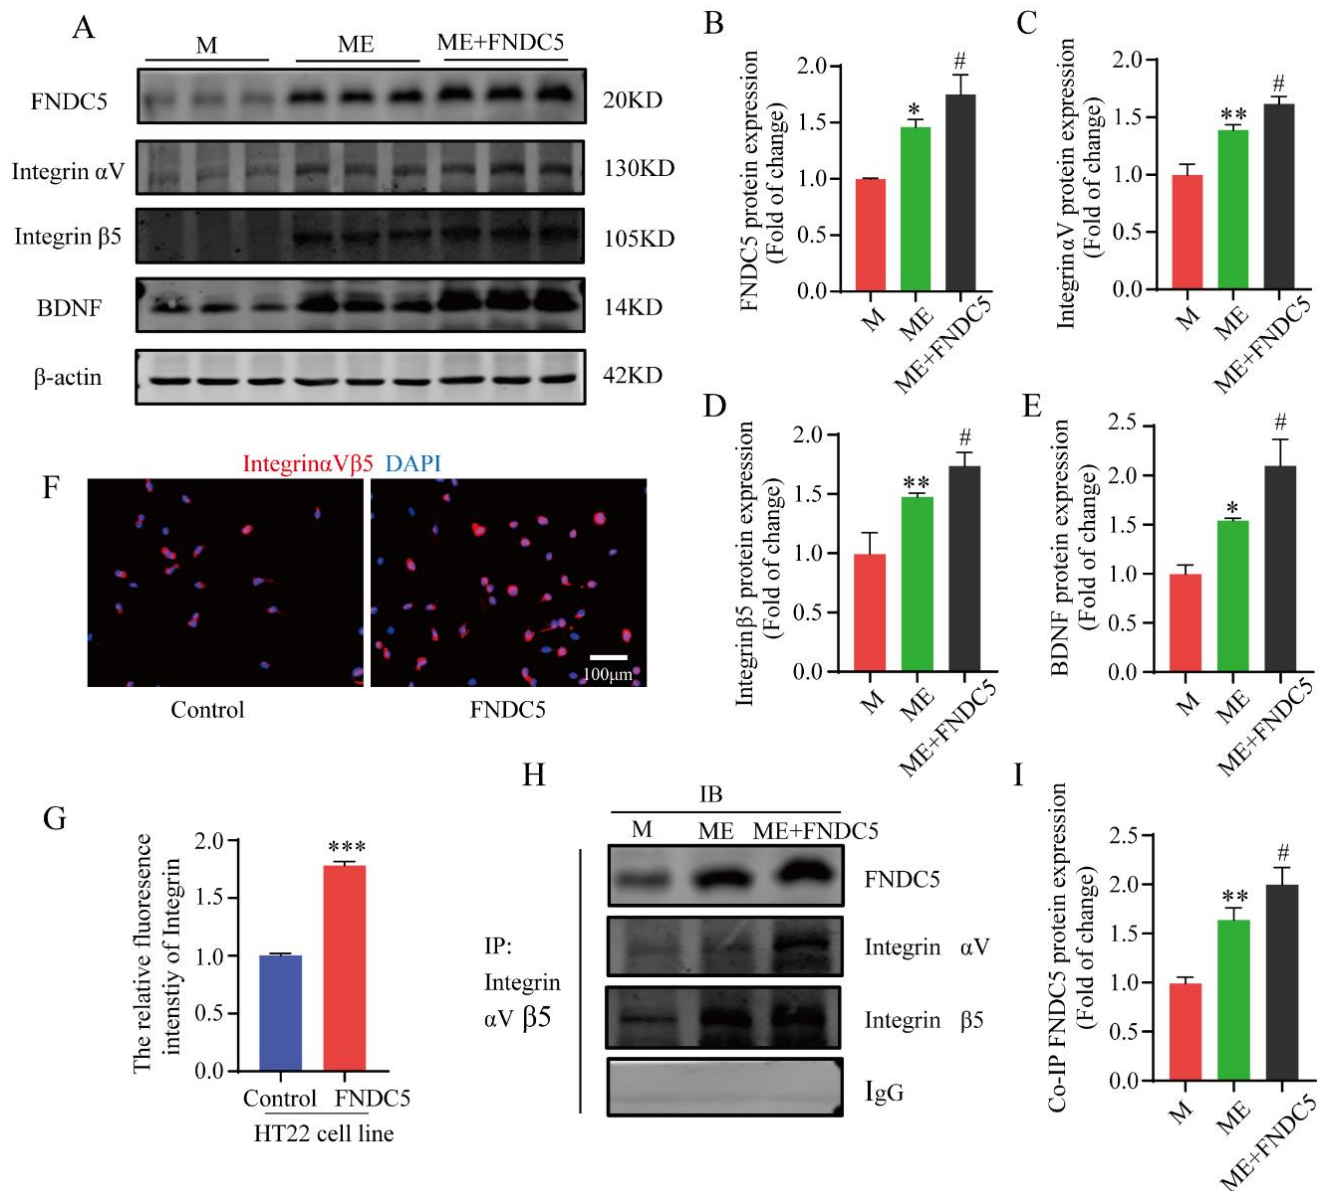 A
M ME ME+FNDC5
FNDC5 20KD
Integrin αV 130KD
Integrin β5 105KD
BDNF 14KD
β-actin 42KD
B
FNDC5 protein expression
(Fold of change)
2.0
1.5
1.0
0.5
0.0
* #
M ME ME+FNDC5
C
IntegrinαV protein expression
(Fold of change)
2.0
1.5
1.0
0.5
0.0
** #
M ME ME+FNDC5
D
Integrinβ5 protein expression
(Fold of change)
2.0
1.5
1.0
0.5
0.0
** #
M ME ME+FNDC5
E
BDNF protein expression
(Fold of change)
2.5
2.0
1.5
1.0
0.5
0.0
* #
M ME ME+FNDC5
F
IntegrinαVβ5 DAPI
100μm
Control FNDC5
G
The relative fluoresence
intenstiy of Integrin
2.0
1.5
1.0
0.5
0.0
***
Control FNDC5
HT22 cell line
H
IB
M ME ME+FNDC5
IP:
Integrin
αV β5
FNDC5
Integrin αV
Integrin β5
IgG
I
Co-IP FNDC5 protein expression
(Fold of change)
2.5
2.0
1.5
1.0
0.5
0.0
** #
M ME ME+FNDC5